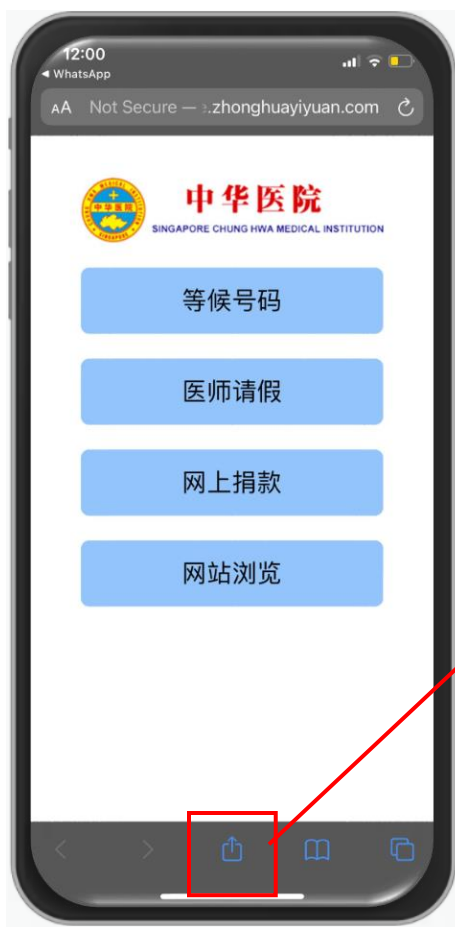 12:00
◀ WhatsApp
AA Not Secure — .zhonghuayiyuan.com
中华医院
SINGAPORE CHUNG HWA MEDICAL INSTITUTION
等候号码
医师请假
网上捐款
网站浏览